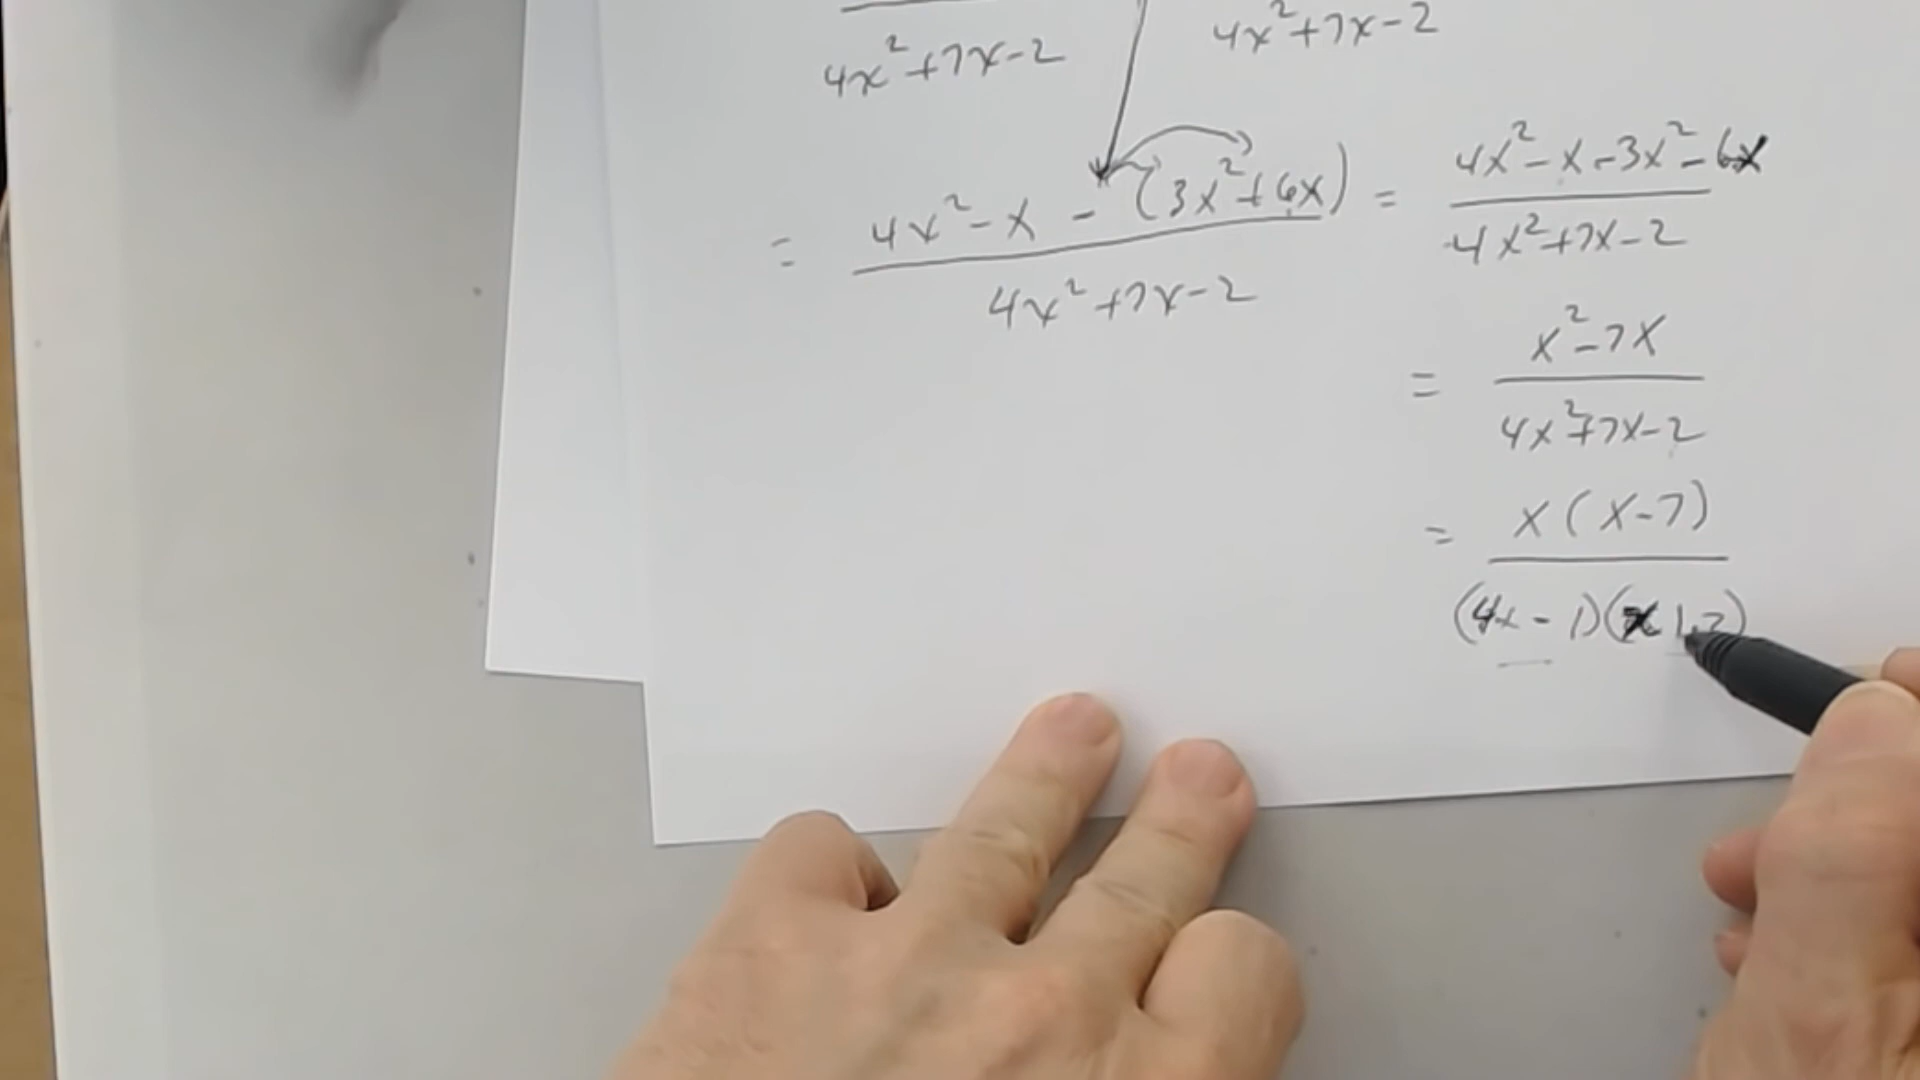 4x²+7x-2
4x²+7x-2
= 4x²-x - (3x²+6x) / 4x²+7x-2 = 4x²-x-3x²-6x / 4x²+7x-2
= x²-7x / 4x²+7x-2
= x(x-7) / (4x-1)(x+2)